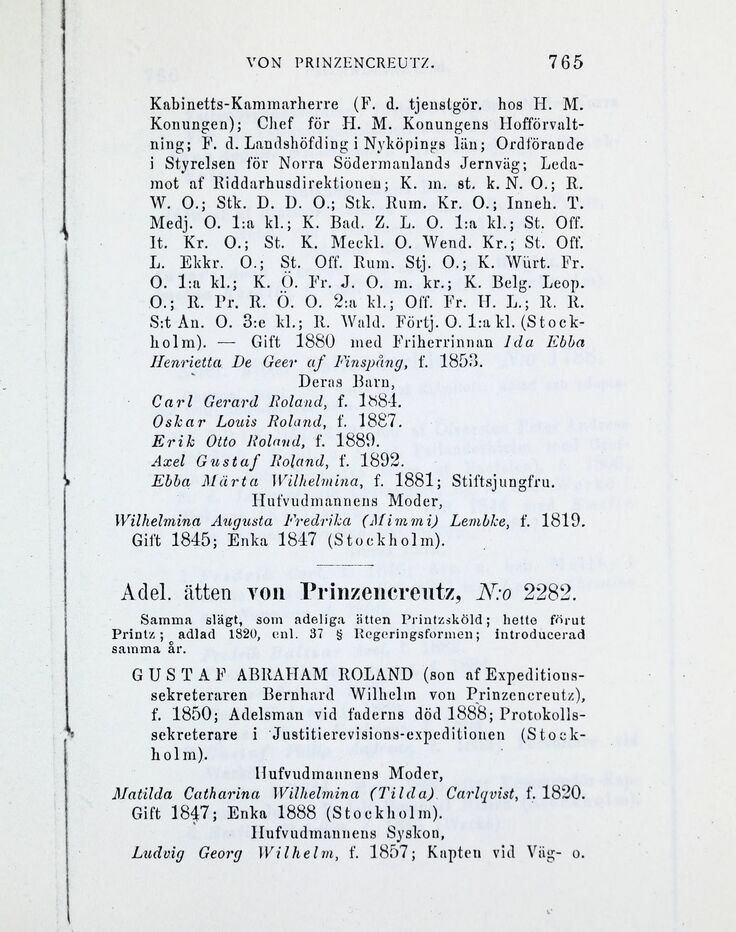 VON PRINZENCREUTZ. 765
Kabinetts-Kammarherre (F. d. tjenstgör. hos H. M.
Konungen); Chef för H. M. Konungens Hofförvalt-
ning; F. d. Landshöfding i Nyköpings län; Ordförande
i Styrelsen för Norra Södermanlands Jernväg; Leda-
mot af Riddarhusdirektionen; K. m. st. k. N. O.; R.
W. O.; Stk. D. D. O.; Stk. Rum. Kr. O.; Inneh. T.
Medj. O. 1:a kl.; K. Bad. Z. L. O. 1:a kl.; St. Off.
It. Kr. O.; St. K. Meckl. O. Wend. Kr.; St. Off.
L. Ekkr. O.; St. Off. Rum. Stj. O.; K. Würt. Fr.
O. 1:a kl.; K. Ö. Fr. J. O. m. kr.; K. Belg. Leop.
O.; R. Pr. R. Ö. O. 2:a kl.; Off. Fr. H. L.; R. R.
S:t An. O. 3:e kl.; R. Wald. Förtj. O. 1:a kl. (Stock-
holm). — Gift 1880 med Friherrinnan Ida Ebba
Henrietta De Geer af Finspång, f. 1853.
Deras Barn,
Carl Gerard Roland, f. 1884.
Oskar Louis Roland, f. 1887.
Erik Otto Roland, f. 1889.
Axel Gustaf Roland, f. 1892.
Ebba Märta Wilhelmina, f. 1881; Stiftsjungfru.
Hufvudmannens Moder,
Wilhelmina Augusta Fredrika (Mimmi) Lembke, f. 1819.
Gift 1845; Enka 1847 (Stockholm).
Adel. ätten von Prinzencreutz, N:o 2282.
Samma slägt, som adeliga ätten Printzsköld; hette förut
Printz; adlad 1820, enl. 37 § Regeringsformen; introducerad
samma år.
GUSTAF ABRAHAM ROLAND (son af Expeditions-
sekreteraren Bernhard Wilhelm von Prinzencreutz),
f. 1850; Adelsman vid faderns död 1888; Protokolls-
sekreterare i Justitierevisions-expeditionen (Stock-
holm).
Hufvudmannens Moder,
Matilda Catharina Wilhelmina (Tilda) Carlqvist, f. 1820.
Gift 1847; Enka 1888 (Stockholm).
Hufvudmannens Syskon,
Ludvig Georg Wilhelm, f. 1857; Kapten vid Väg- o.